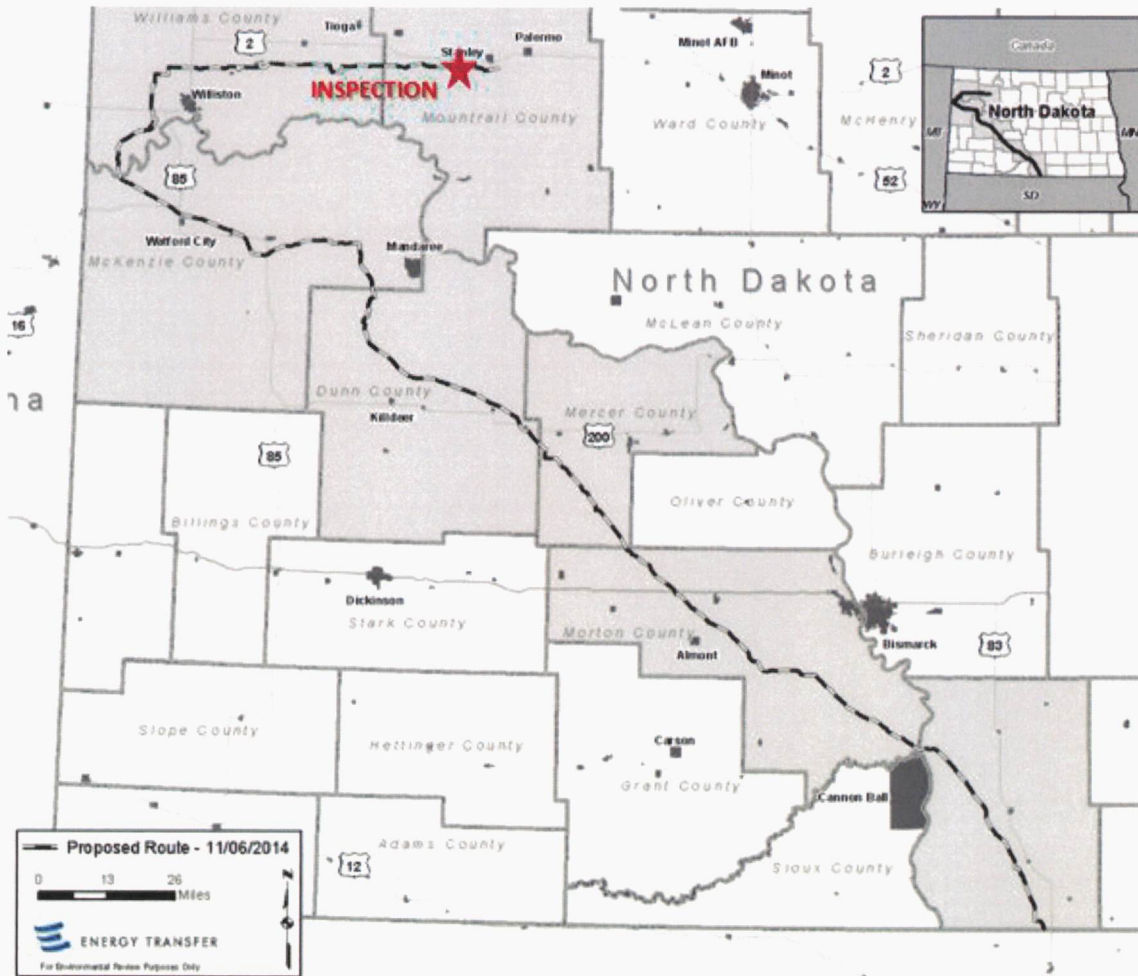 Williams County
Tioga
2
Stanley
Palermo
Minot AFB
Minot
2
INSPECTION
Williston
Mountrail County
Ward County
McHenry
85
52
Canada
North Dakota
MT
MN
SD
WY
Watford City
McKenzie County
Mandaree
North Dakota
16
McLean County
Sheridan County
na
Dunn County
Killdeer
Mercer County
200
85
Oliver County
Billings County
Burleigh County
Dickinson
Stark County
Morton County
Almont
Bismarck
83
Slope County
Hettinger County
Carson
Grant County
Cannon Ball
Adams County
12
Sioux County
Proposed Route - 11/06/2014
0 13 26
Miles
N
ENERGY TRANSFER
For Environmental Review Purposes Only